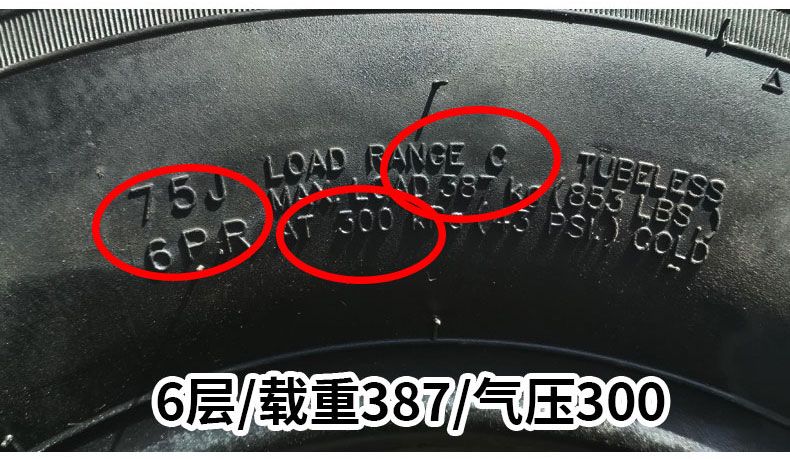 75J
6P.R
LOAD RANGE C
MAX. LOAD 387 KG (853 LBS.)
AT 300 KPG (43 PSI.) COLD
TUBELESS
6层/载重387/气压300